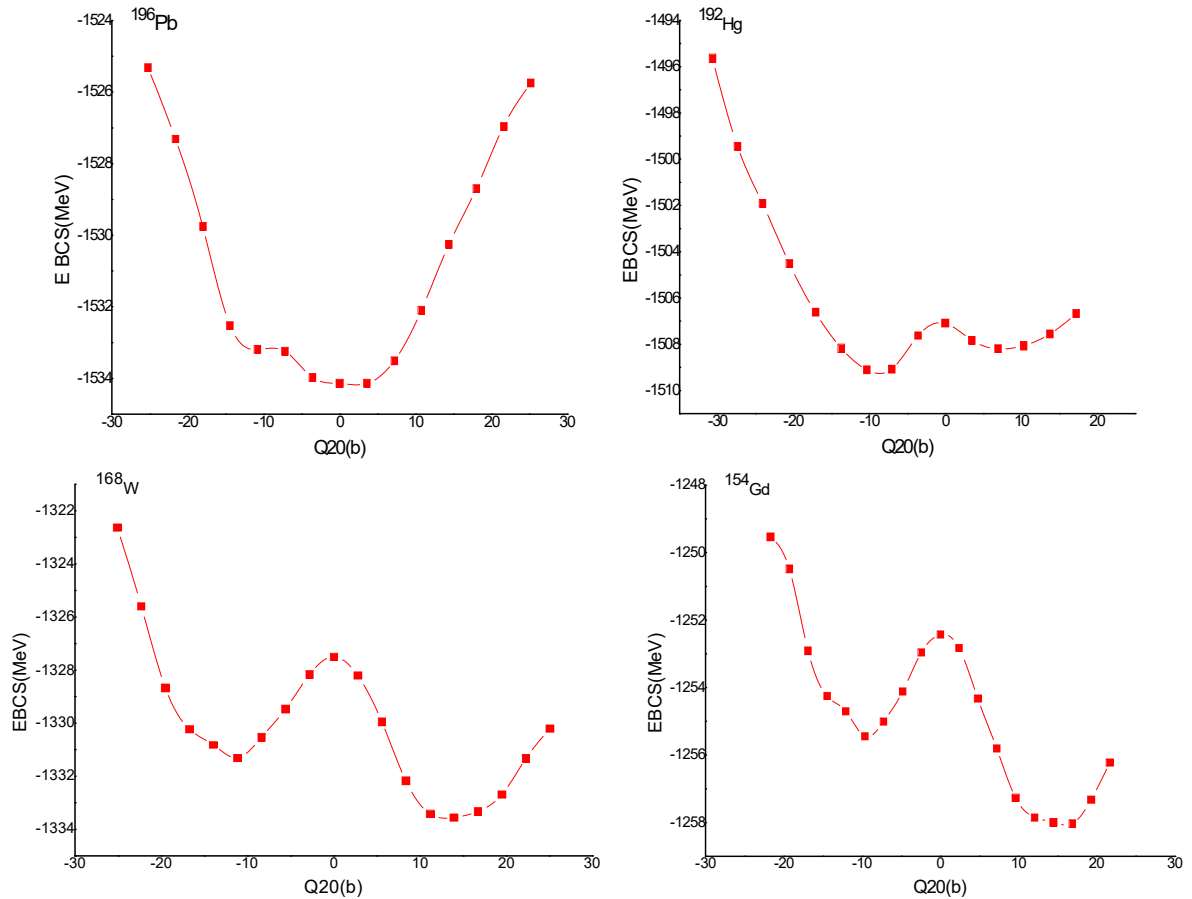 196Pb
-1524
-1526
-1528
-1530
-1532
-1534
E BCS(MeV)
-30 -20 -10 0 10 20 30
Q20(b)
192Hg
-1494
-1496
-1498
-1500
-1502
-1504
-1506
-1508
-1510
EBCS(MeV)
-30 -20 -10 0 10 20
Q20(b)
168W
-1322
-1324
-1326
-1328
-1330
-1332
-1334
EBCS(MeV)
-30 -20 -10 0 10 20 30
Q20(b)
154Gd
-1248
-1250
-1252
-1254
-1256
-1258
EBCS(MeV)
-30 -20 -10 0 10 20 30
Q20(b)